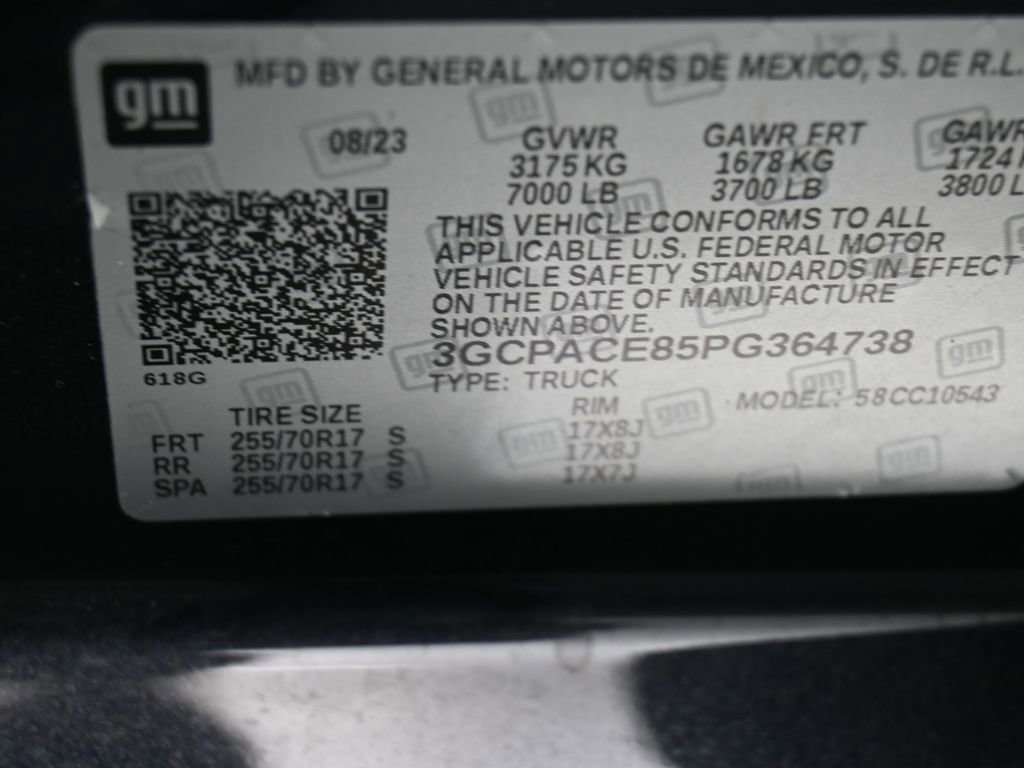 gm
MFD BY GENERAL MOTORS DE MEXICO, S. DE R.L.
08/23 GVWR GAWR FRT GAWR
3175 KG 1678 KG 1724
7000 LB 3700 LB 3800 L
THIS VEHICLE CONFORMS TO ALL
APPLICABLE U.S. FEDERAL MOTOR
VEHICLE SAFETY STANDARDS IN EFFECT
ON THE DATE OF MANUFACTURE
SHOWN ABOVE.
3GCPACE85PG364738
618G
TYPE: TRUCK
MODEL: 58CC10543
TIRE SIZE RIM
FRT 255/70R17 S 17X8J
RR 255/70R17 S 17X8J
SPA 255/70R17 S 17X7J